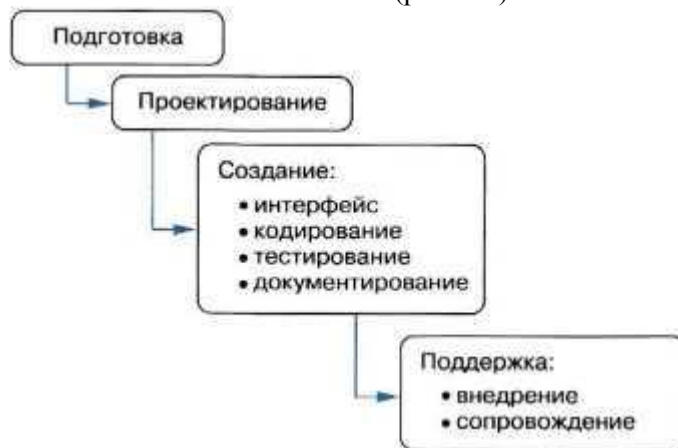 Подготовка
Проектирование
Создание:
• интерфейс
• кодирование
• тестирование
• документирование
Поддержка:
• внедрение
• сопровождение